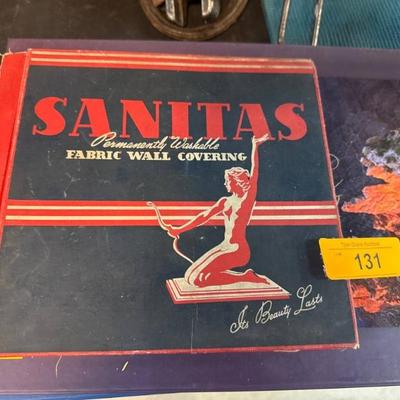 SANITAS
Permanently Washable
FABRIC WALL COVERING
131
Its Beauty Lasts